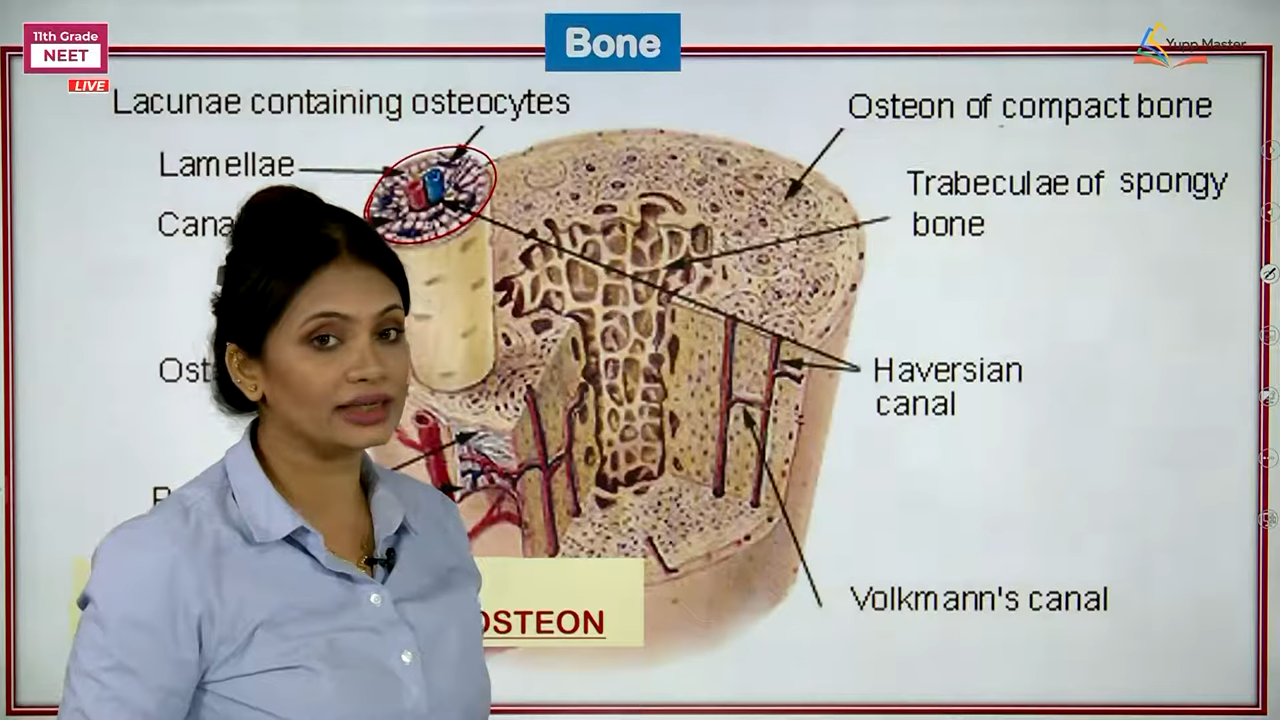 11th Grade
NEET
LIVE
Bone
Yupp Master
Lacunae containing osteocytes
Osteon of compact bone
Lamellae
Trabeculae of spongy
bone
Haversian
canal
OSTEON
Volkmann's canal